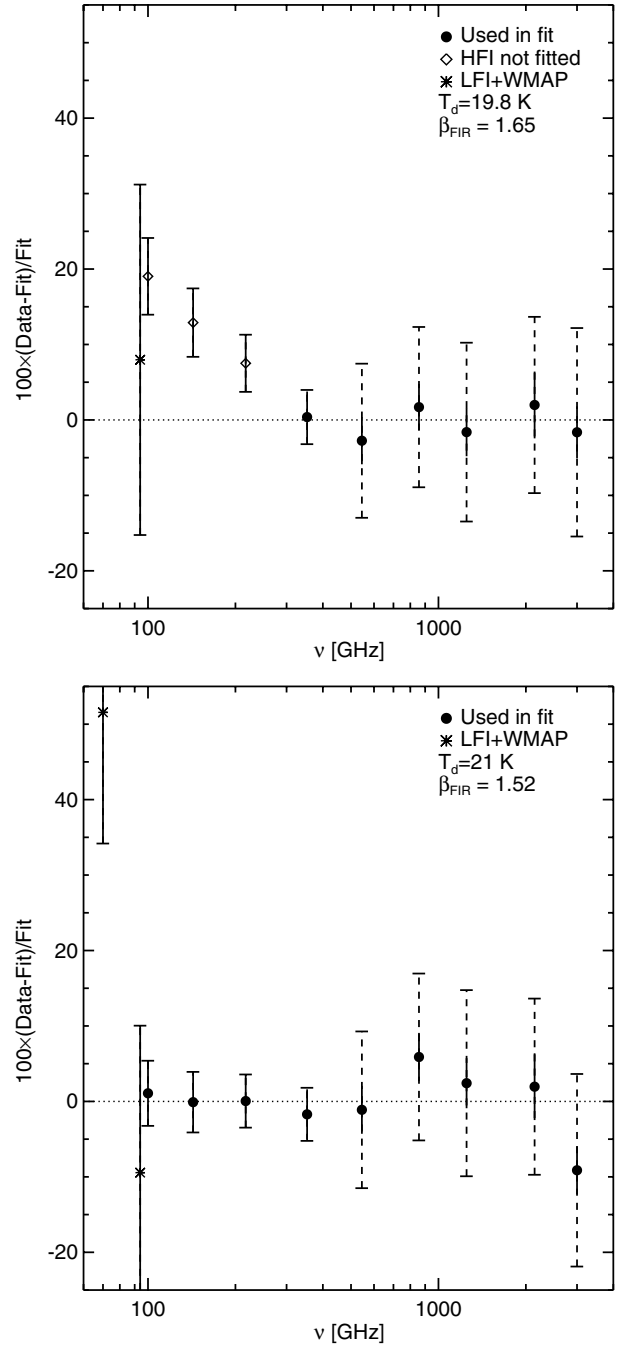 Used in fit
HFI not fitted
LFI+WMAP
T_d=19.8 K
β_FIR = 1.65
40
20
0
-20
100×(Data-Fit)/Fit
100
1000
ν [GHz]
Used in fit
LFI+WMAP
T_d=21 K
β_FIR = 1.52
40
20
0
-20
100×(Data-Fit)/Fit
100
1000
ν [GHz]